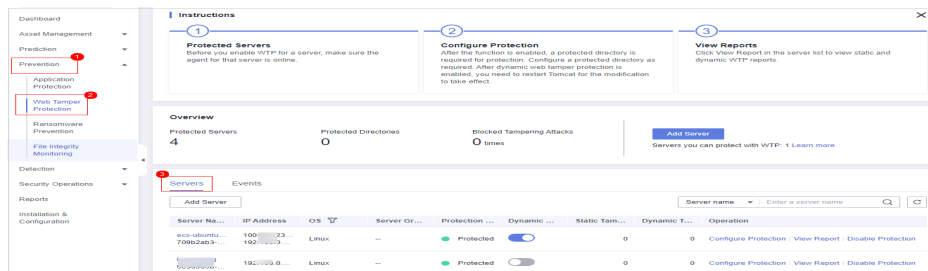 Dashboard
Asset Management
Prediction
Prevention
1
Application
Protection
2
Web Tamper
Protection
Ransomware
Prevention
File Integrity
Monitoring
Detection
Security Operations
Reports
Installation &
Configuration
Instructions
1
Protected Servers
Before you enable WTP for a server, make sure the
agent for that server is online.
2
Configure Protection
After the function is enabled, a protected directory is
required for protection. Configure a protected directory as
required. After dynamic web tamper protection is
enabled, you need to restart Tomcat for the modification
to take effect.
3
View Reports
Click View Report in the server list to view static and
dynamic WTP reports.
Overview
Protected Servers
4
Protected Directories
0
Blocked Tampering Attacks
0 times
Add Server
Servers you can protect with WTP: 1 Learn more
3
Servers Events
Add Server
Server name Enter a server name
Server Na... IP Address OS Server Gr... Protection ... Dynamic ... Static Tam... Dynamic T... Operation
ecs-ubuntu... 100 23... Linux -- Protected 0 0 Configure Protection View Report Disable Protection
709b2ab3-... 192.
192. Linux -- Protected 0 0 Configure Protection View Report Disable Protection